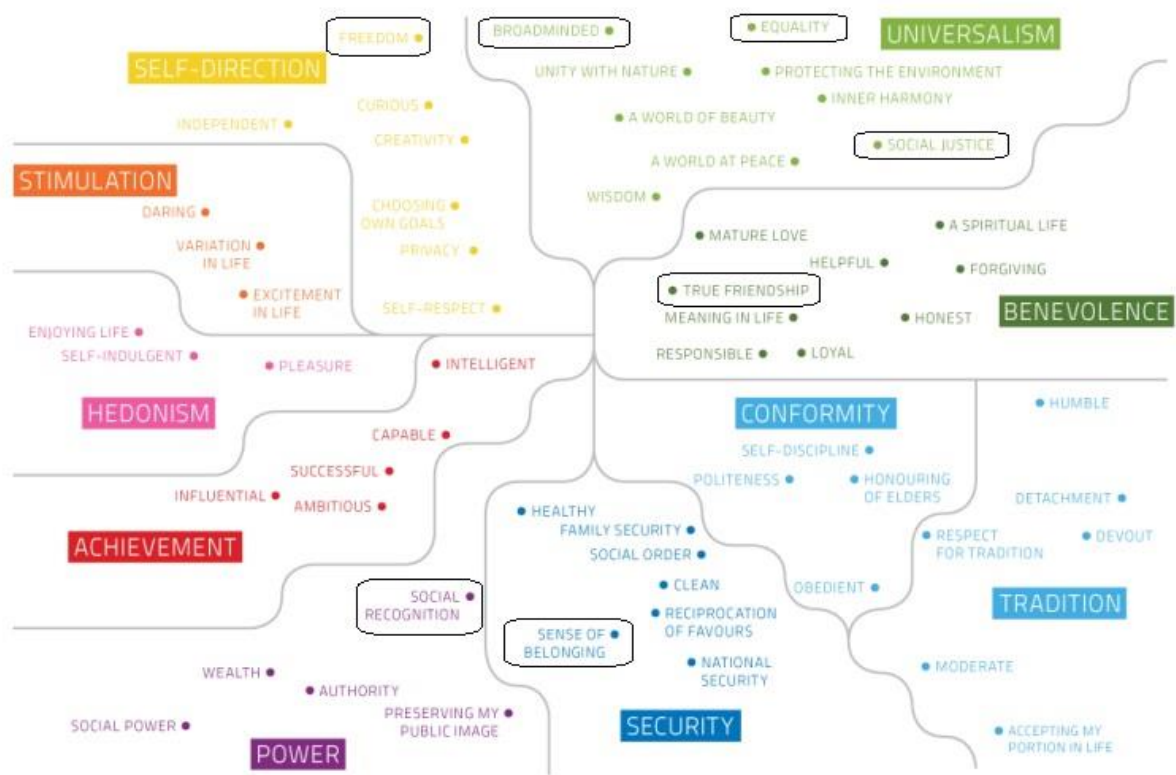 FREEDOM
BROADMINDED
EQUALITY
UNIVERSALISM
SELF-DIRECTION
UNITY WITH NATURE
PROTECTING THE ENVIRONMENT
CURIOUS
INNER HARMONY
INDEPENDENT
A WORLD OF BEAUTY
CREATIVITY
SOCIAL JUSTICE
A WORLD AT PEACE
STIMULATION
WISDOM
DARING
CHOOSING
OWN GOALS
MATURE LOVE
A SPIRITUAL LIFE
VARIATION
IN LIFE
PRIVACY
HELPFUL
FORGIVING
EXCITEMENT
IN LIFE
SELF-RESPECT
TRUE FRIENDSHIP
BENEVOLENCE
MEANING IN LIFE
HONEST
ENJOYING LIFE
SELF-INDULGENT
PLEASURE
INTELLIGENT
RESPONSIBLE
LOYAL
HEDONISM
CONFORMITY
HUMBLE
CAPABLE
SELF-DISCIPLINE
SUCCESSFUL
POLITENESS
HONOURING
OF ELDERS
INFLUENTIAL
AMBITIOUS
DETACHMENT
HEALTHY
FAMILY SECURITY
ACHIEVEMENT
SOCIAL ORDER
RESPECT
FOR TRADITION
DEVOUT
CLEAN
OBEDIENT
SOCIAL
RECOGNITION
TRADITION
RECIPROCATION
OF FAVOURS
SENSE OF
BELONGING
WEALTH
NATIONAL
SECURITY
MODERATE
AUTHORITY
SOCIAL POWER
PRESERVING MY
PUBLIC IMAGE
SECURITY
ACCEPTING MY
PORTION IN LIFE
POWER